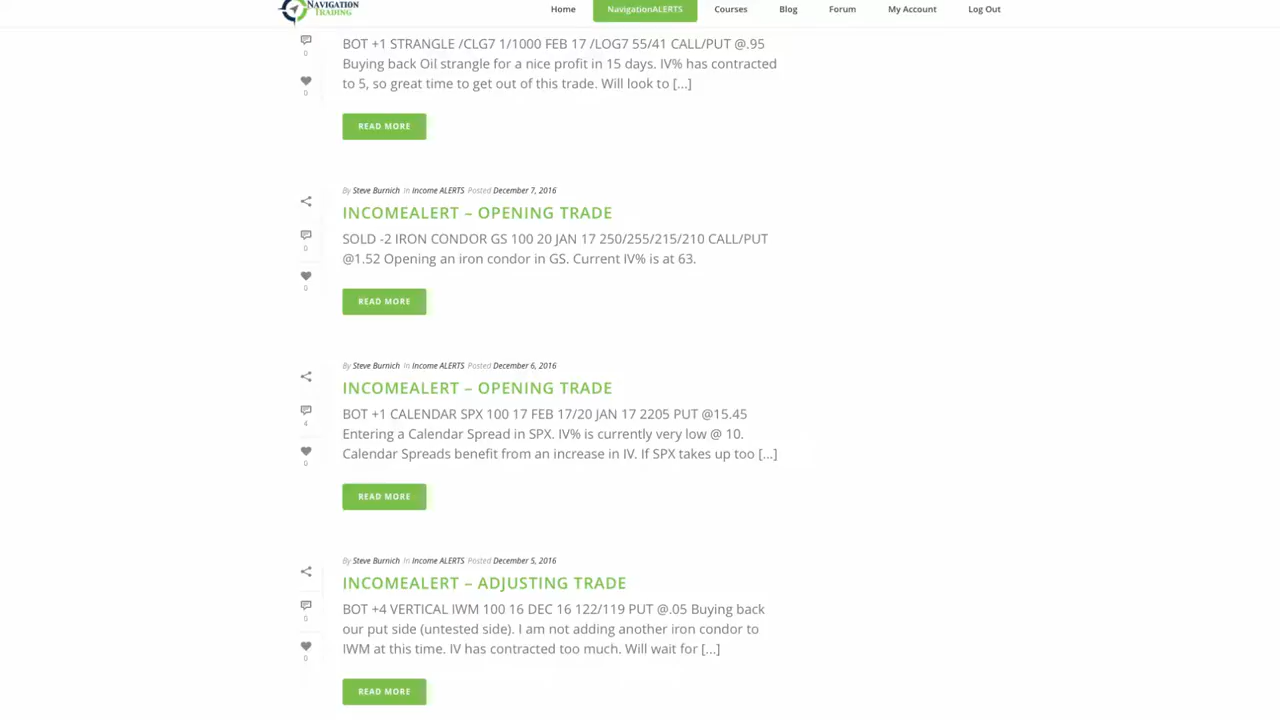 NAVIGATION
TRADING
Home NavigationALERTS Courses Blog Forum My Account Log Out
0
BOT +1 STRANGLE /CLG7 1/1000 FEB 17 /LOG7 55/41 CALL/PUT @.95
Buying back Oil strangle for a nice profit in 15 days. IV% has contracted
to 5, so great time to get out of this trade. Will look to [...]
0
READ MORE
By Steve Burnich In Income ALERTS Posted December 7, 2016
INCOMEALERT – OPENING TRADE
SOLD -2 IRON CONDOR GS 100 20 JAN 17 250/255/215/210 CALL/PUT
@1.52 Opening an iron condor in GS. Current IV% is at 63.
0
0
READ MORE
By Steve Burnich In Income ALERTS Posted December 6, 2016
INCOMEALERT – OPENING TRADE
BOT +1 CALENDAR SPX 100 17 FEB 17/20 JAN 17 2205 PUT @15.45
Entering a Calendar Spread in SPX. IV% is currently very low @ 10.
Calendar Spreads benefit from an increase in IV. If SPX takes up too [...]
4
0
READ MORE
By Steve Burnich In Income ALERTS Posted December 5, 2016
INCOMEALERT – ADJUSTING TRADE
BOT +4 VERTICAL IWM 100 16 DEC 16 122/119 PUT @.05 Buying back
our put side (untested side). I am not adding another iron condor to
IWM at this time. IV has contracted too much. Will wait for [...]
0
0
READ MORE